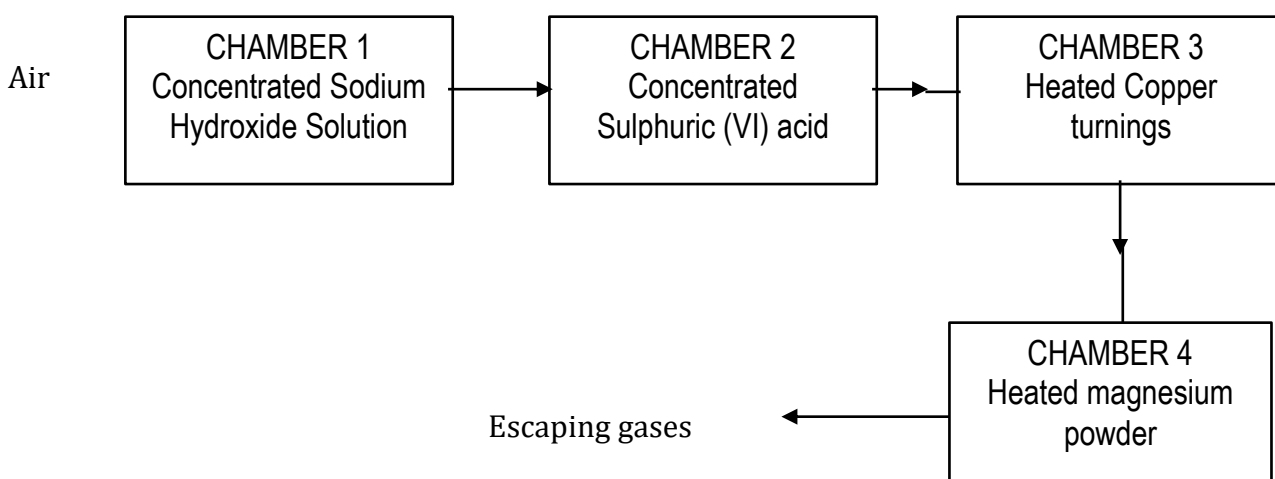 Air
CHAMBER 1
Concentrated Sodium
Hydroxide Solution
CHAMBER 2
Concentrated
Sulphuric (VI) acid
CHAMBER 3
Heated Copper
turnings
CHAMBER 4
Heated magnesium
powder
Escaping gases